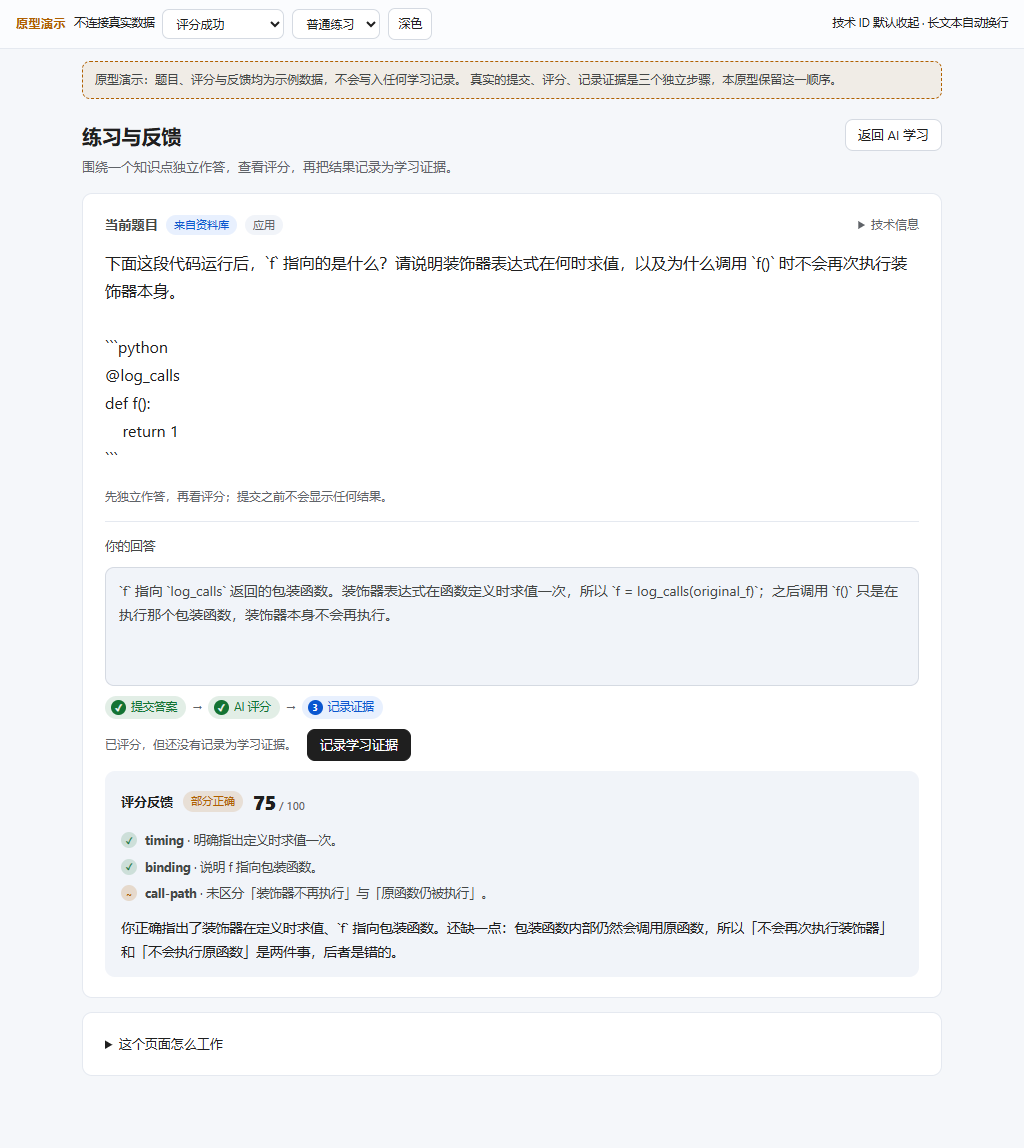 原型演示 不连接真实数据 评分成功 普通练习 深色 技术 ID 默认收起 · 长文本自动换行
原型演示：题目、评分与反馈均为示例数据，不会写入任何学习记录。 真实的提交、评分、记录证据是三个独立步骤，本原型保留这一顺序。
练习与反馈
返回 AI 学习
围绕一个知识点独立作答，查看评分，再把结果记录为学习证据。
当前题目 来自资料库 应用 技术信息
下面这段代码运行后，`f` 指向的是什么？请说明装饰器表达式在何时求值，以及为什么调用 `f()` 时不会再次执行装
饰器本身。
```python
@log_calls
def f():
    return 1
```
先独立作答，再看评分；提交之前不会显示任何结果。
你的回答
`f` 指向 `log_calls` 返回的包装函数。装饰器表达式在函数定义时求值一次，所以 `f = log_calls(original_f)`；之后调用 `f()` 只是在
执行那个包装函数，装饰器本身不会再执行。
✓ 提交答案 → ✓ AI 评分 → 3 记录证据
已评分，但还没有记录为学习证据。 记录学习证据
评分反馈 部分正确 75 / 100
✓ timing · 明确指出定义时求值一次。
✓ binding · 说明 f 指向包装函数。
~ call-path · 未区分「装饰器不再执行」与「原函数仍被执行」。
你正确指出了装饰器在定义时求值、`f` 指向包装函数。还缺一点：包装函数内部仍然会调用原函数，所以「不会再次执行装饰器」
和「不会执行原函数」是两件事，后者是错的。
这个页面怎么工作